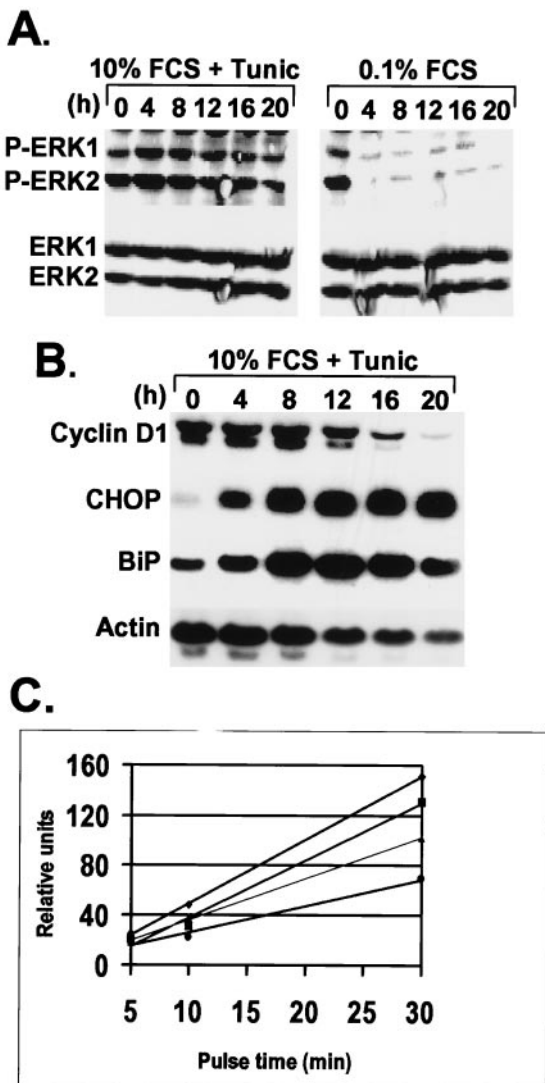 A.
10% FCS + Tunic 0.1% FCS
(h) 0 4 8 12 16 20 0 4 8 12 16 20
P-ERK1
P-ERK2
ERK1
ERK2
B.
10% FCS + Tunic
(h) 0 4 8 12 16 20
Cyclin D1
CHOP
BiP
Actin
C.
160
120
80
40
0
Relative units
5 10 15 20 25 30
Pulse time (min)